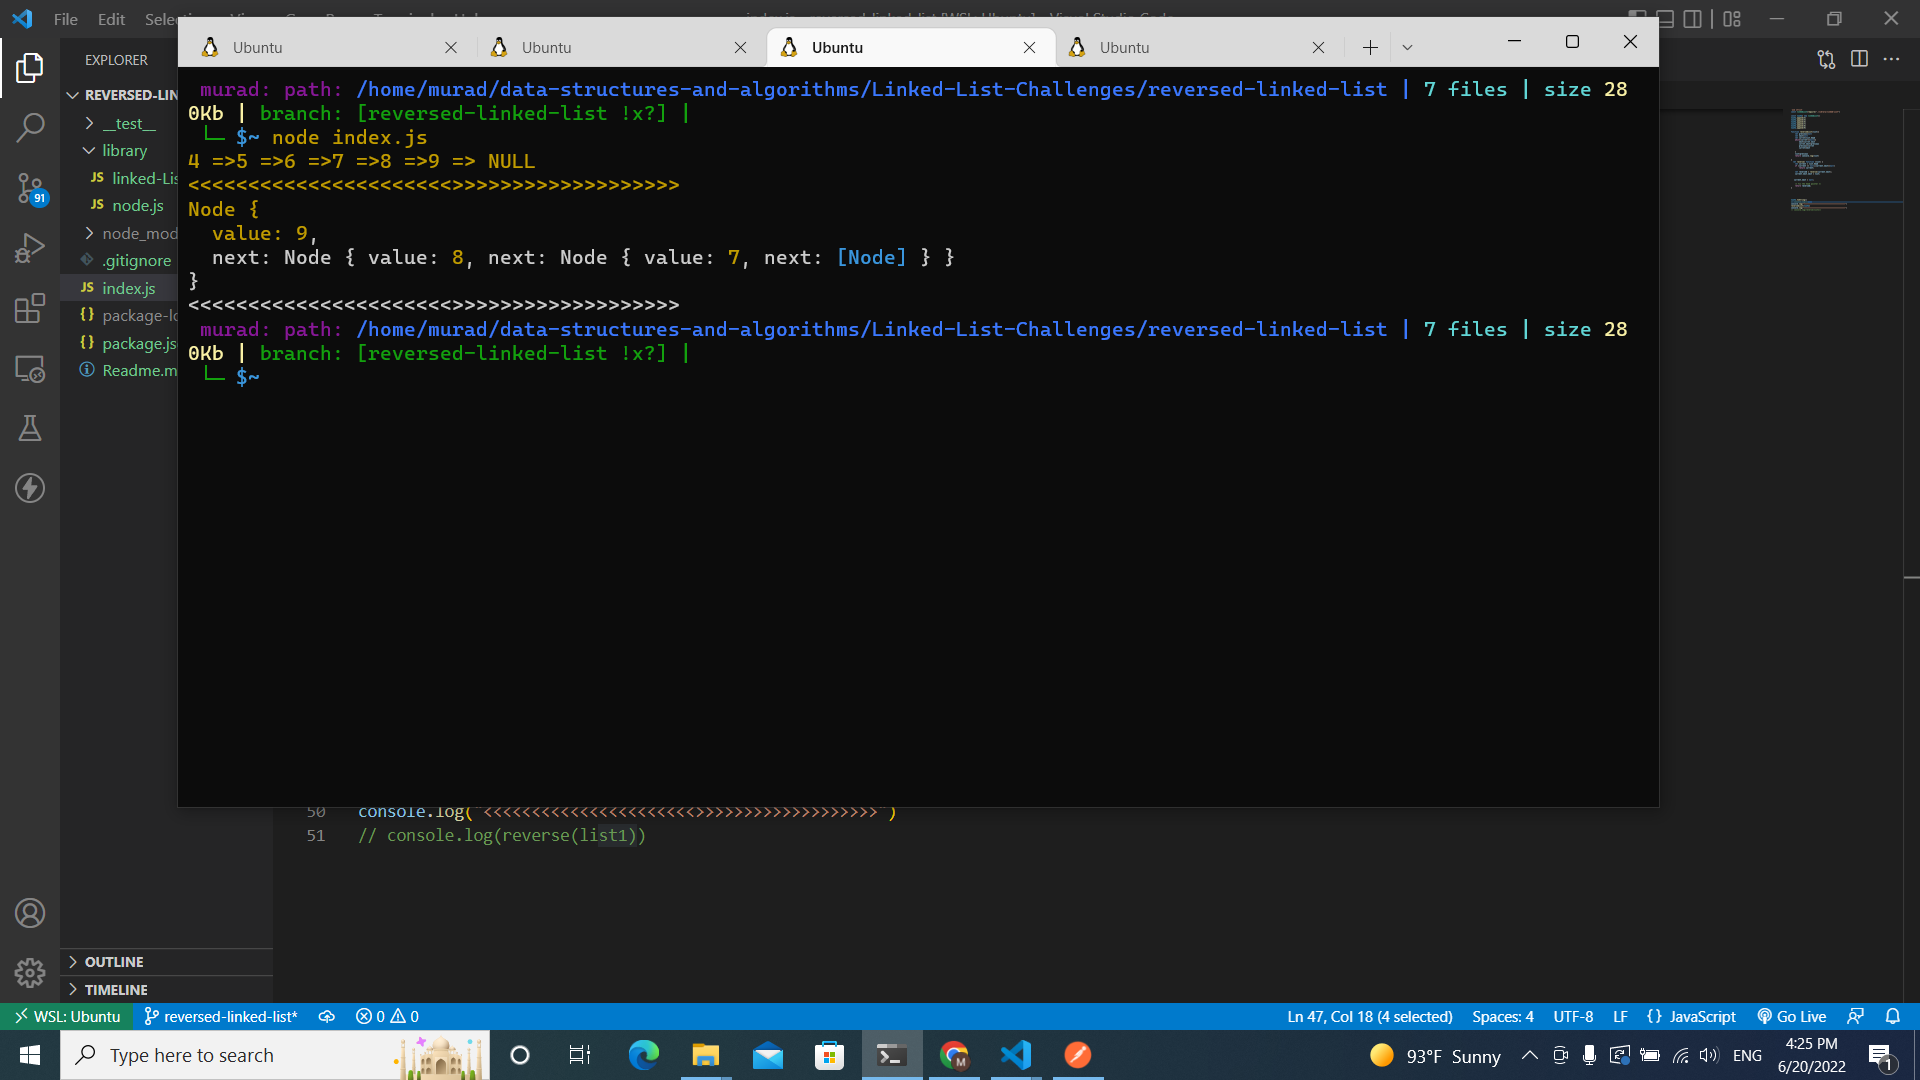 File Edit
Ubuntu Ubuntu Ubuntu Ubuntu
EXPLORER
REVERSED-LIN
__test__
library
JS linked-Lis
JS node.js
node_mod
.gitignore
JS index.js
{} package-lo
{} package.js
Readme.m
91
murad: path: /home/murad/data-structures-and-algorithms/Linked-List-Challenges/reversed-linked-list | 7 files | size 28
0Kb | branch: [reversed-linked-list !x?] |
└─ $~ node index.js
4 =>5 =>6 =>7 =>8 =>9 => NULL
<<<<<<<<<<<<<<<<<<<<<<>>>>>>>>>>>>>>>>>>>
Node {
value: 9,
next: Node { value: 8, next: Node { value: 7, next: [Node] } }
}
<<<<<<<<<<<<<<<<<<<<<<>>>>>>>>>>>>>>>>>>>
murad: path: /home/murad/data-structures-and-algorithms/Linked-List-Challenges/reversed-linked-list | 7 files | size 28
0Kb | branch: [reversed-linked-list !x?] |
└─ $~
50 console.log("<<<<<<<<<<<<<<<<<<<<<<>>>>>>>>>>>>>>>>>>>")
51 // console.log(reverse(list1))
OUTLINE
TIMELINE
WSL: Ubuntu reversed-linked-list* 0 0 Ln 47, Col 18 (4 selected) Spaces: 4 UTF-8 LF {} JavaScript Go Live
Type here to search 93°F Sunny ENG 4:25 PM
6/20/2022 1